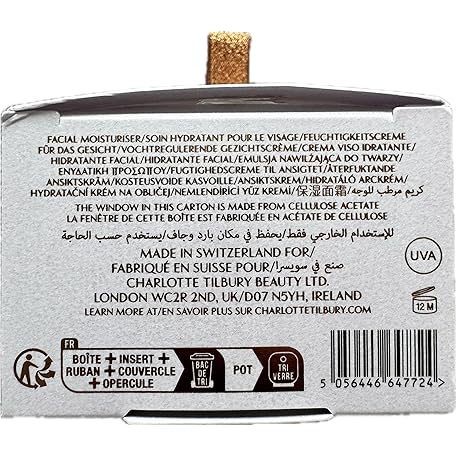 FACIAL MOISTURISER/SOIN HYDRATANT POUR LE VISAGE/FEUCHTIGKEITSCREME
FÜR DAS GESICHT/VOCHTREGULERENDE GEZICHTSCRÈME/CREMA VISO IDRATANTE/
HIDRATANTE FACIAL/HIDRATANTE FACIAL/EMULSJA NAWILŻAJĄCA DO TWARZY/
ΕΝΥΔΑΤΙΚΗ ΠΡΟΣΩΠΟΥ/FUGTIGHEDSCREME TIL ANSIGTET/ÅTERFUKTANDE
ANSIKTSKRÄM/KOSTEUSVOIDE KASVOILLE/ANSIKTSKREM/HIDRATÁLÓ ARCKRÉM/
HYDRATAČNÍ KRÉM NA OBLIČEJ/NEMLENDİRİCİ YÜZ KREMİ/保湿面霜/كريم مرطب للوجه
THE WINDOW IN THIS CARTON IS MADE FROM CELLULOSE ACETATE
LA FENÊTRE DE CETTE BOÎTE EST FABRIQUÉE EN ACÉTATE DE CELLULOSE
للإستخدام الخارجي فقط/يحفظ في مكان بارد وجاف/يستخدم حسب الحاجة
MADE IN SWITZERLAND FOR/
FABRIQUÉ EN SUISSE POUR/صنع في سويسرا/
CHARLOTTE TILBURY BEAUTY LTD.
LONDON WC2R 2ND, UK/D07 N5YH, IRELAND
LEARN MORE AT/EN SAVOIR PLUS SUR CHARLOTTETILBURY.COM
UVA
12 M
FR
BOÎTE + INSERT +
RUBAN + COUVERCLE
+ OPERCULE
BAC
DE
TRI
POT
TRI
VERRE
5 056446 647724 >